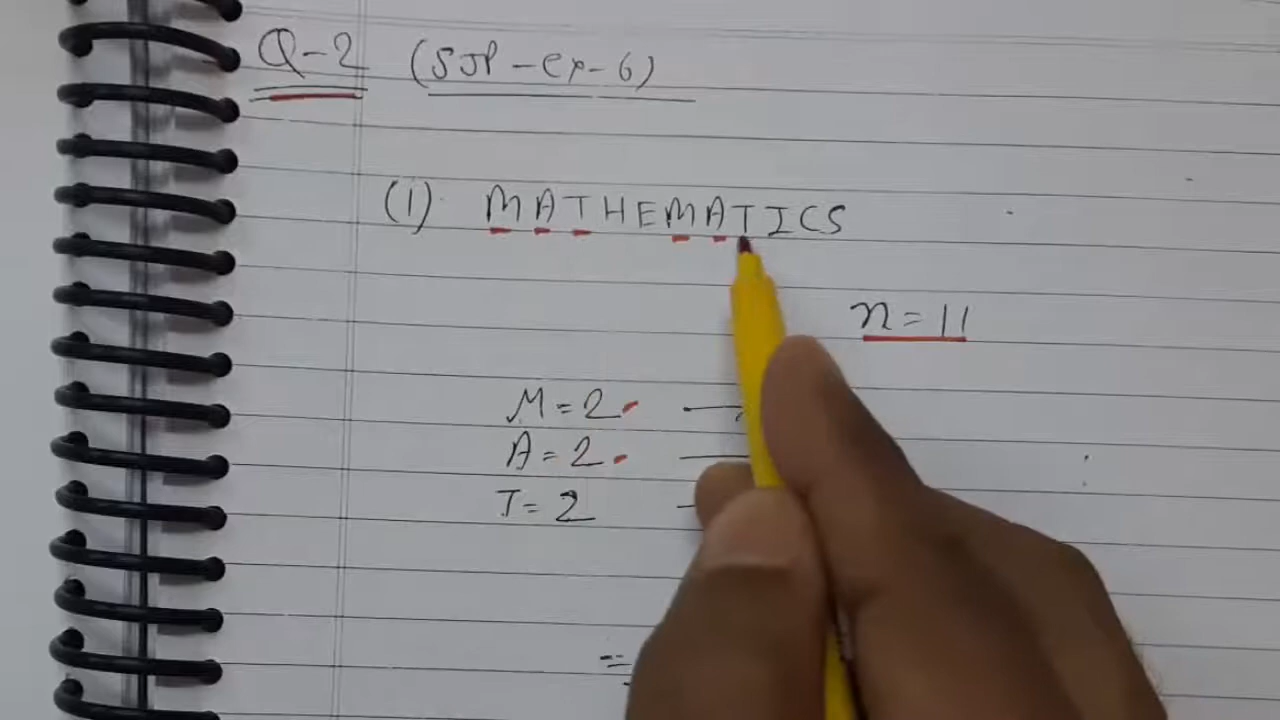 Q-2 (SJP-ex-6)
(1) MATHEMATICS
n=11
M=2
A=2
T=2
=